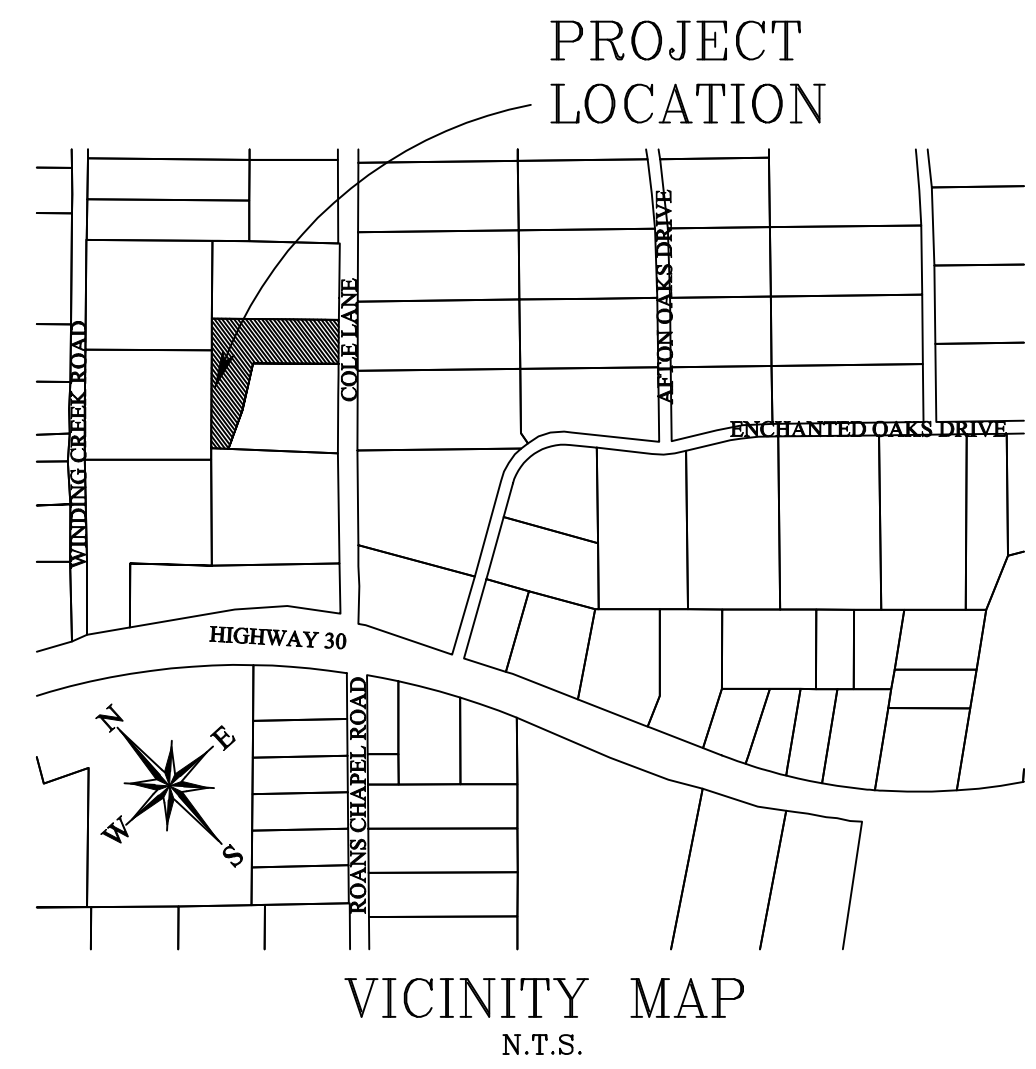 PROJECT
LOCATION
WINDING CREEK ROAD
COLE LANE
AFTON OAKS DRIVE
ENCHANTED OAKS DRIVE
HIGHWAY 30
ROANS CHAPEL ROAD
N
E
W
S
VICINITY MAP
N.T.S.